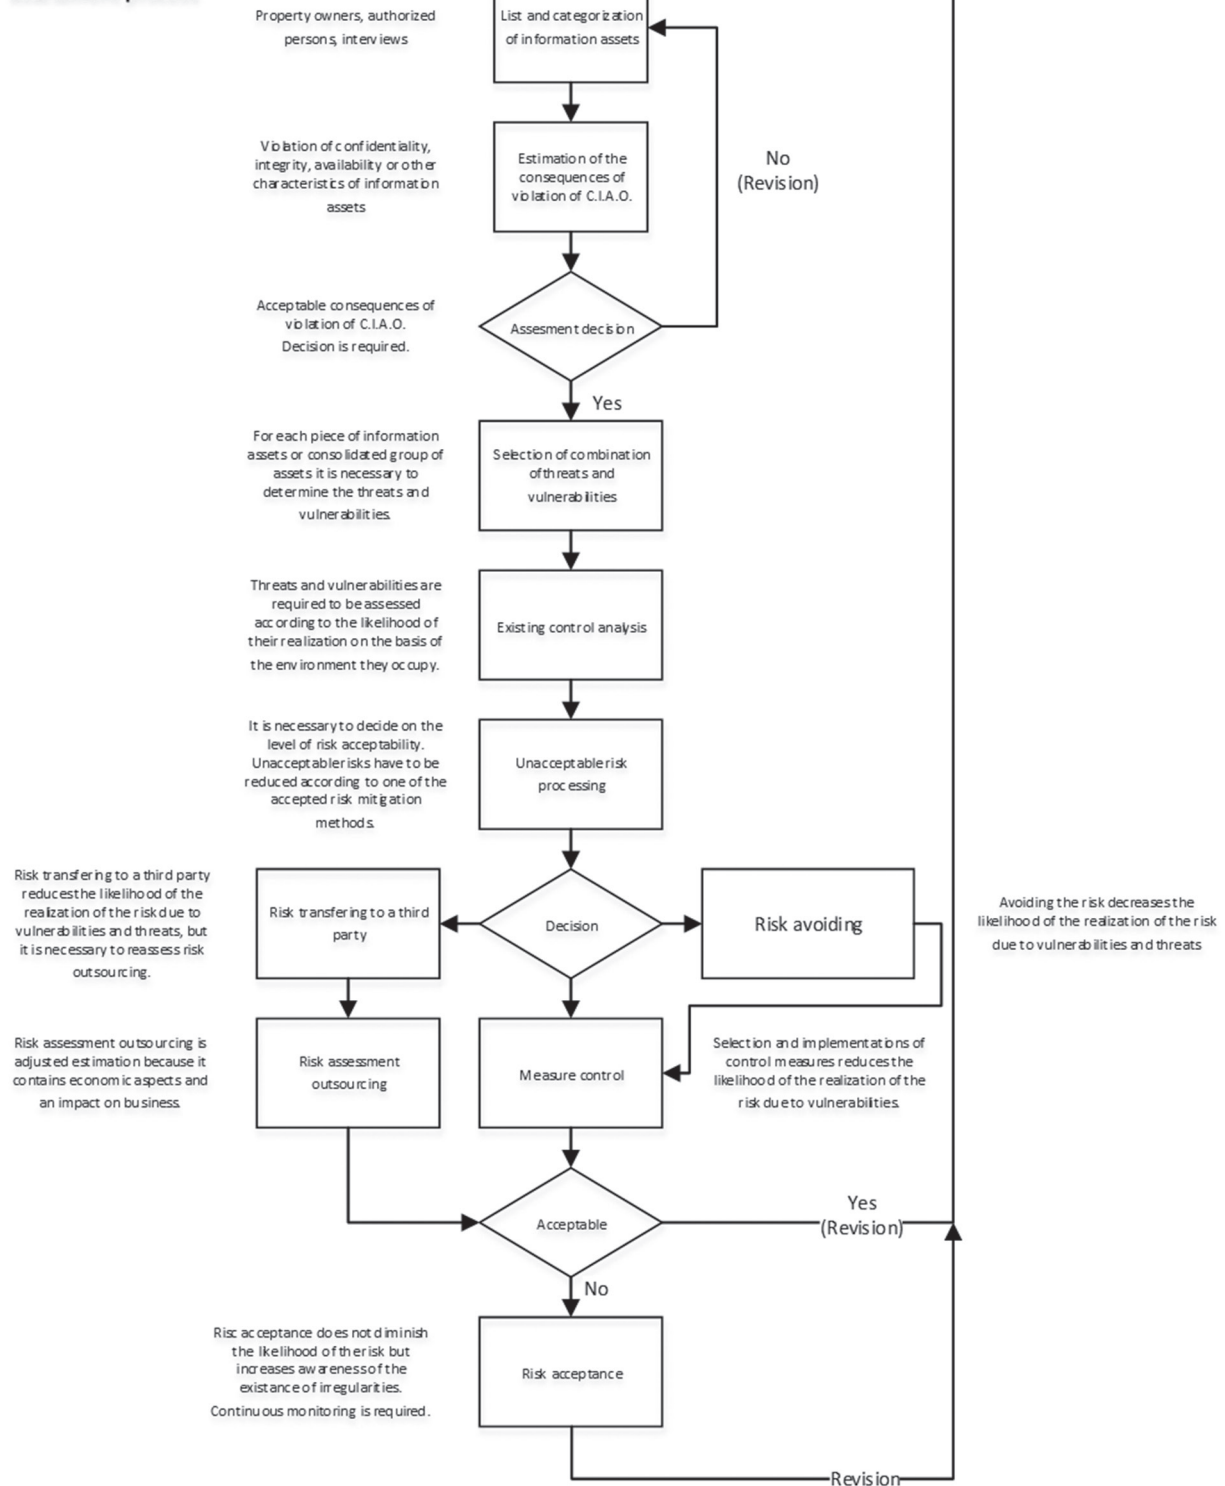 Property owners, authorized
persons, interviews
List and categorization
of information assets
Violation of confidentiality,
integrity, availability or other
characteristics of information
assets
Estimation of the
consequences of
violation of C.I.A.O.
No
(Revision)
Acceptable consequences of
violation of C.I.A.O.
Decision is required.
Assesment decision
Yes
For each piece of information
assets or consolidated group of
assets it is necessary to
determine the threats and
vulnerabilities.
Selection of combination
of threats and
vulnerabilities
Threats and vulnerabilities are
required to be assessed
according to the likelihood of
their realization on the basis of
the environment they occupy.
Existing control analysis
It is necessary to decide on the
level of risk acceptability.
Unacceptable risks have to be
reduced according to one of the
accepted risk mitigation
methods.
Unacceptable risk
processing
Risk transfering to a third party
reduces the likelihood of the
realization of the risk due to
vulnerabilities and threats, but
it is necessary to reassess risk
outsourcing.
Risk transfering to a third
party
Decision
Risk avoiding
Avoiding the risk decreases the
likelihood of the realization of the risk
due to vulnerabilities and threats
Risk assessment outsourcing is
adjusted estimation because it
contains economic aspects and
an impact on business.
Risk assessment
outsourcing
Measure control
Selection and implementations of
control measures reduces the
likelihood of the realization of the
risk due to vulnerabilities.
Acceptable
Yes
(Revision)
No
Risc acceptance does not diminish
the likelihood of the risk but
increases awareness of the
existance of irregularities.
Continuous monitoring is required.
Risk acceptance
Revision